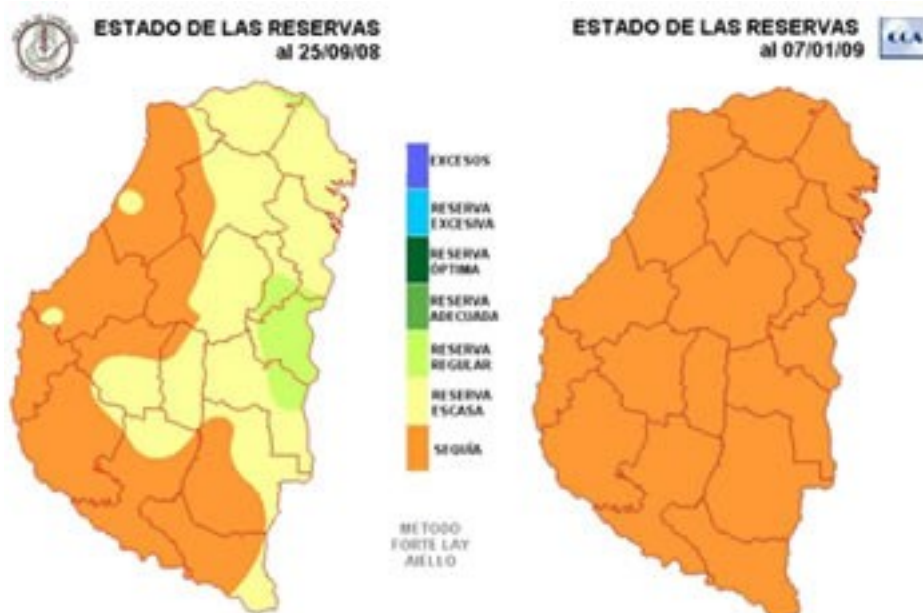 ESTADO DE LAS RESERVAS
al 25/09/08
ESTADO DE LAS RESERVAS
al 07/01/09
CCA
EXCESOS
RESERVA
EXCESIVA
RESERVA
ÓPTIMA
RESERVA
ADECUADA
RESERVA
REGULAR
RESERVA
ESCASA
SEQUÍA
METODO
FORTE LAY
AIELLO